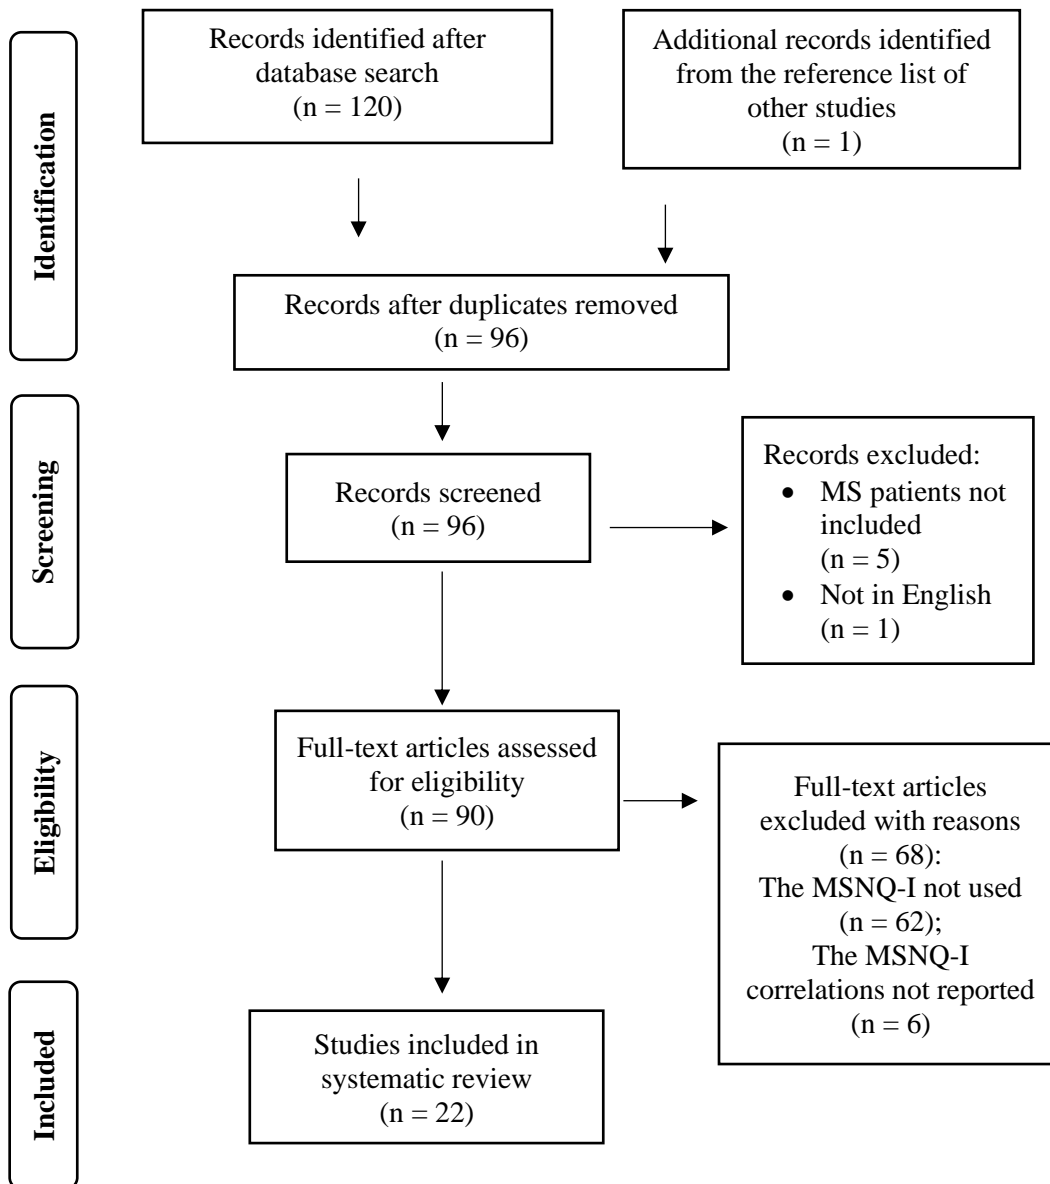 Identification
Records identified after
database search
(n = 120)
Additional records identified
from the reference list of
other studies
(n = 1)
Records after duplicates removed
(n = 96)
Screening
Records screened
(n = 96)
Records excluded:
• MS patients not
included
(n = 5)
• Not in English
(n = 1)
Eligibility
Full-text articles assessed
for eligibility
(n = 90)
Full-text articles
excluded with reasons
(n = 68):
The MSNQ-I not used
(n = 62);
The MSNQ-I
correlations not reported
(n = 6)
Included
Studies included in
systematic review
(n = 22)